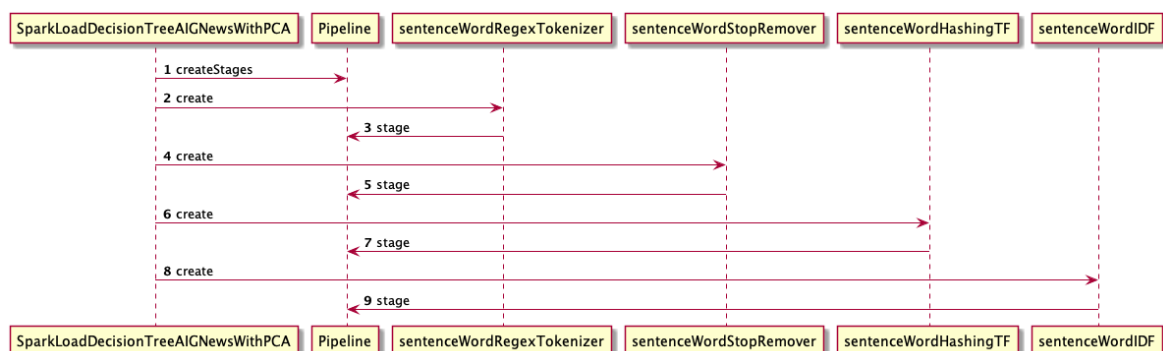 SparkLoadDecisionTreeAIGNewsWithPCA Pipeline sentenceWordRegexTokenizer sentenceWordStopRemover sentenceWordHashingTF sentenceWordIDF
1 createStages
2 create
3 stage
4 create
5 stage
6 create
7 stage
8 create
9 stage
SparkLoadDecisionTreeAIGNewsWithPCA Pipeline sentenceWordRegexTokenizer sentenceWordStopRemover sentenceWordHashingTF sentenceWordIDF